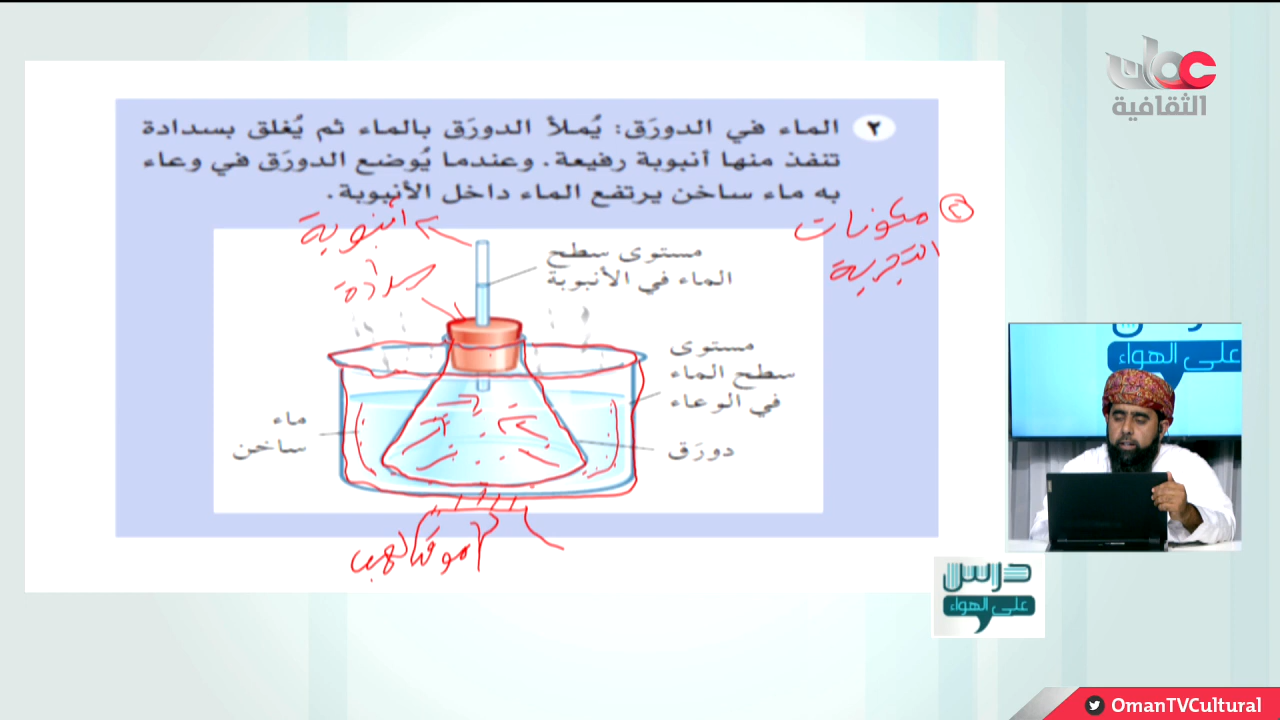 عمان
الثقافية
٢ الماء في الدورَق: يُملأ الدورَق بالماء ثم يُغلق بسدادة
تنفذ منها أنبوبة رفيعة. وعندما يُوضع الدورَق في وعاء
به ماء ساخن يرتفع الماء داخل الأنبوبة.
٢ مكونات
التجربة
أنبوبة
سدادة
مستوى سطح
الماء في الأنبوبة
مستوى
سطح الماء
في الوعاء
ماء
ساخن
دورَق
موقد لهب
على الهواء
درس
على الهواء
OmanTVCultural